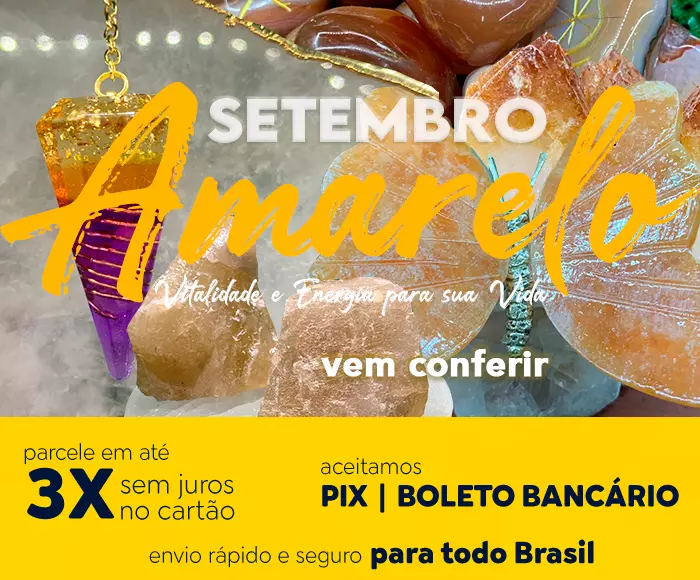 SETEMBRO
Amarelo
Vitalidade e Energia para sua Vida
vem conferir
parcele em até
3X sem juros
no cartão
aceitamos
PIX | BOLETO BANCÁRIO
envio rápido e seguro para todo Brasil